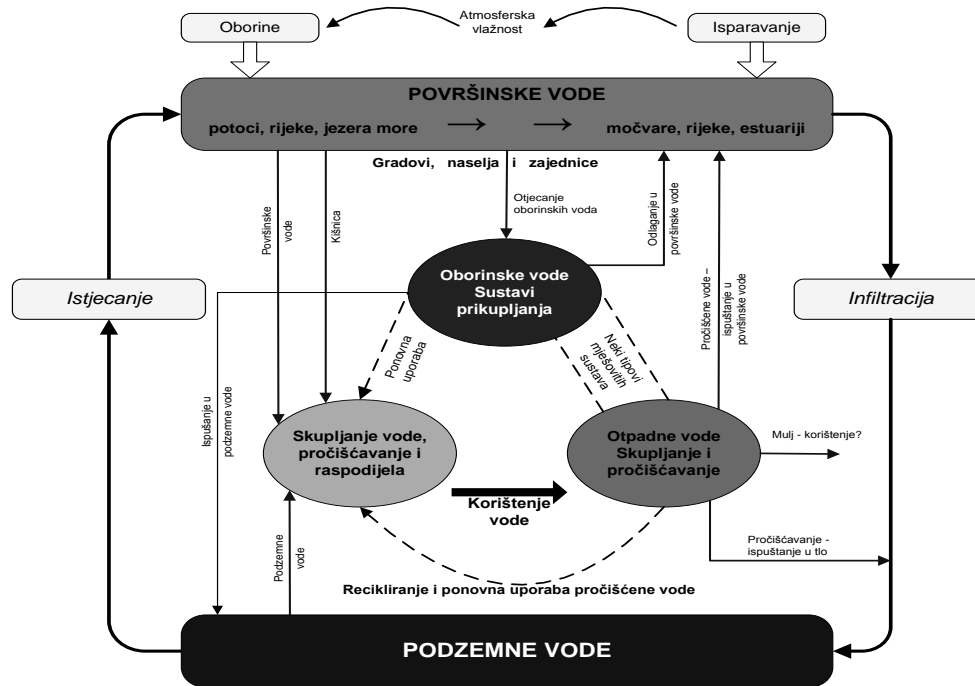 Oborine
Atmosferska
vlažnost
Isparavanje
POVRŠINSKE VODE
potoci, rijeke, jezera more
močvare, rijeke, estuariji
Gradovi, naselja i zajednice
Površinske
vode
Kišnica
Otjecanje
oborinskih voda
Odlaganje u
površinske vode
Pročišćene vode –
ispuštanje u
površinske vode
Istjecanje
Oborinske vode
Sustavi
prikupljanja
Infiltracija
Ponovna
uporaba
Neki tipovi
mješovitih
sustava
Ispušanje u
podzemne vode
Skupljanje vode,
pročišćavanje i
raspodijela
Otpadne vode
Skupljanje i
pročišćavanje
Mulj - korištenje?
Korištenje
vode
Podzemne
vode
Pročišćavanje -
ispuštanje u tlo
Recikliranje i ponovna uporaba pročišćene vode
PODZEMNE VODE